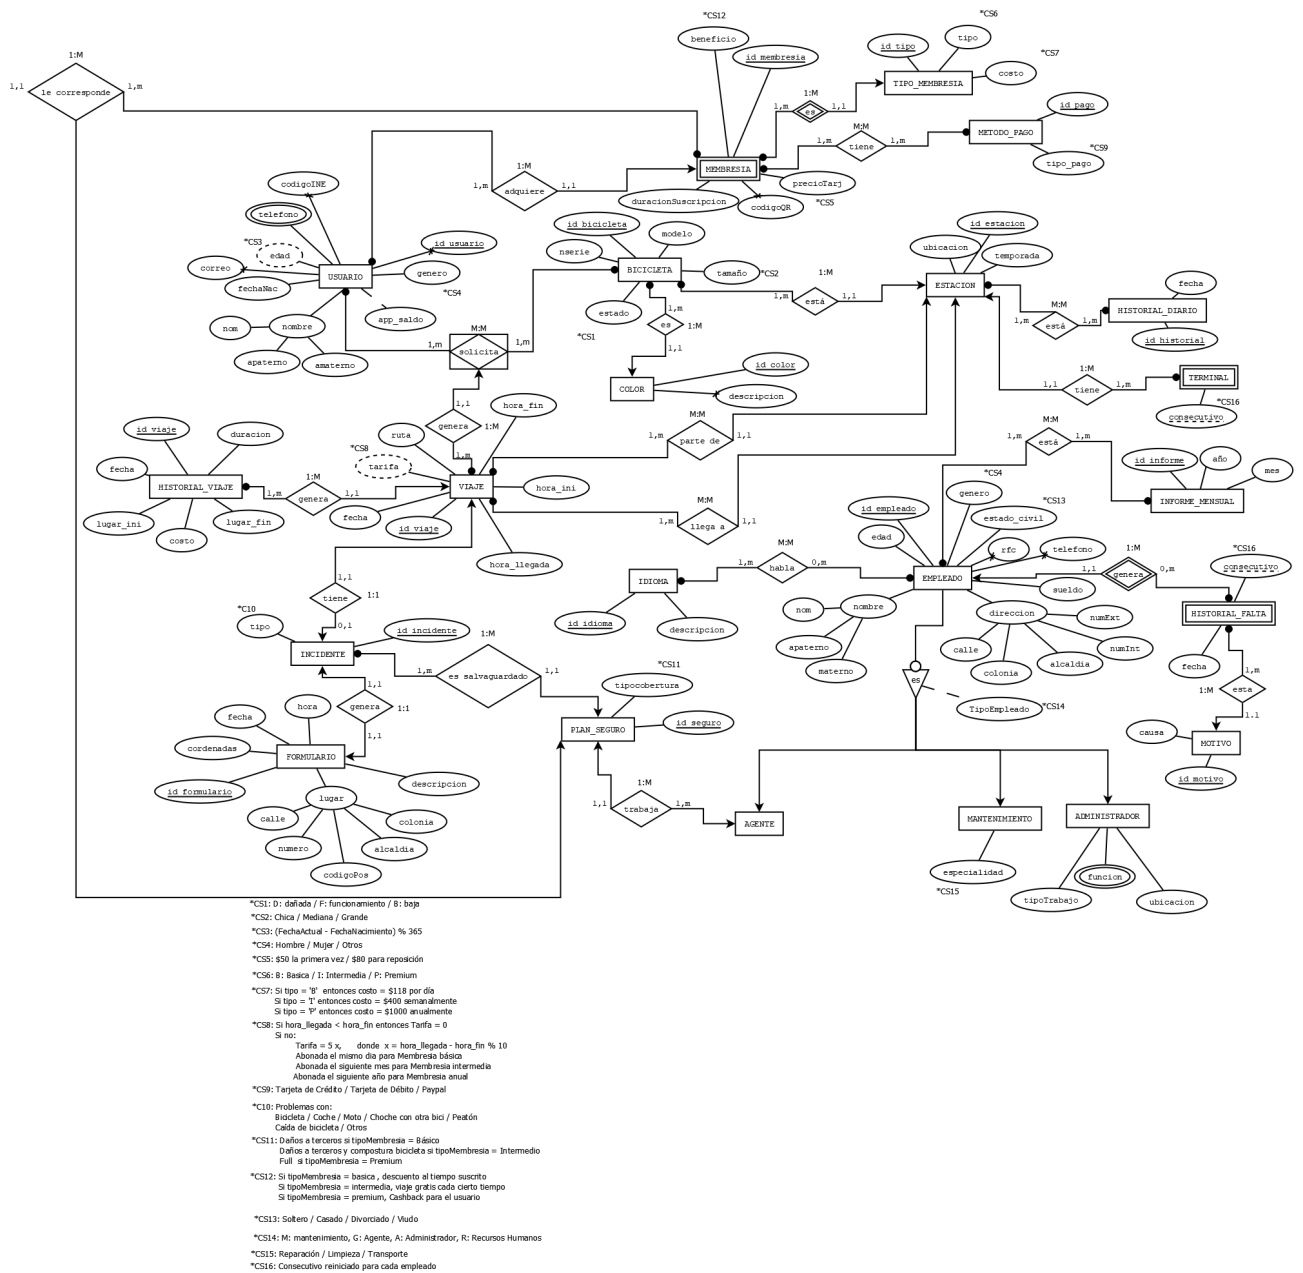 *CS12
*CS6
beneficio
id membresia
id tipo
tipo
*CS7
costo
1:M
1,1
le corresponde
1,m
1:M
1,m
es
1,1
TIPO_MEMBRESIA
id pago
M:M
1,m
tiene
1,m
METODO_PAGO
*CS9
tipo_pago
MEMBRESIA
precioTarj
duracionSuscripcion
codigoQR
*CS5
1:M
1,m
adquiere
1,1
codigoINE
telefono
*CS3
edad
id usuario
correo
USUARIO
genero
fechaNac
*CS4
app_saldo
nom
nombre
apaterno
amaterno
id bicicleta
modelo
nserie
BICICLETA
tamaño
*CS2
estado
*CS1
1,m
es
1:M
1,1
COLOR
id color
descripcion
1:M
1,m
está
1,1
id estacion
ubicacion
temporada
ESTACION
M:M
1,m
está
1,m
fecha
HISTORIAL_DIARIO
id historial
1:M
1,1
tiene
1,m
TERMINAL
*CS16
consecutivo
M:M
1,m
solicita
1,m
1,1
genera
1:M
1,m
hora_fin
ruta
*CS8
tarifa
VIAJE
hora_ini
fecha
id viaje
hora_llegada
M:M
1,m
parte de
1,1
M:M
1,m
llega a
1,1
id viaje
duracion
fecha
HISTORIAL_VIAJE
lugar_ini
lugar_fin
costo
1:M
1,m
genera
1,1
M:M
1,m
está
1,m
id informe
año
mes
INFORME_MENSUAL
*CS4
genero
*CS13
id empleado
estado_civil
edad
rfc
telefono
EMPLEADO
sueldo
nombre
nom
apaterno
materno
direccion
numExt
numInt
calle
colonia
alcaldia
M:M
1,m
habla
0,m
IDIOMA
id idioma
descripcion
1:M
1,1
genera
0,m
*CS16
consecutivo
HISTORIAL_FALTA
fecha
1,m
1:M
esta
1.1
causa
MOTIVO
id motivo
1,1
tiene
1:1
0,1
*C10
tipo
id incidente
INCIDENTE
1:M
1,m
es salvaguardado
1,1
*CS11
tipocobertura
PLAN_SEGURO
id seguro
1,1
genera
1:1
1,1
hora
fecha
cordenadas
FORMULARIO
id formulario
descripcion
lugar
calle
colonia
numero
alcaldia
codigoPos
1:M
1,1
trabaja
1,m
es
TipoEmpleado
*CS14
AGENTE
MANTENIMIENTO
ADMINISTRADOR
especialidad
*CS15
tipoTrabajo
funcion
ubicacion
*CS1: D: dañada / F: funcionamiento / B: baja
*CS2: Chica / Mediana / Grande
*CS3: (FechaActual - FechaNacimiento) % 365
*CS4: Hombre / Mujer / Otros
*CS5: $50 la primera vez / $80 para reposición
*CS6: B: Basica / I: Intermedia / P: Premium
*CS7: Si tipo = 'B' entonces costo = $118 por día
Si tipo = 'I' entonces costo = $400 semanalmente
Si tipo = 'P' entonces costo = $1000 anualmente
*CS8: Si hora_llegada < hora_fin entonces Tarifa = 0
Si no:
Tarifa = 5 x, donde x = hora_llegada - hora_fin % 10
Abonada el mismo dia para Membresia básica
Abonada el siguiente mes para Membresia intermedia
Abonada el siguiente año para Membresia anual
*CS9: Tarjeta de Crédito / Tarjeta de Débito / Paypal
*C10: Problemas con:
Bicicleta / Coche / Moto / Choche con otra bici / Peatón
Caída de bicicleta / Otros
*CS11: Daños a terceros si tipoMembresia = Básico
Daños a terceros y compostura bicicleta si tipoMembresia = Intermedio
Full si tipoMembresia = Premium
*CS12: Si tipoMembresia = basica , descuento al tiempo suscrito
Si tipoMembresia = intermedia, viaje gratis cada cierto tiempo
Si tipoMembresia = premium, Cashback para el usuario
*CS13: Soltero / Casado / Divorciado / Viudo
*CS14: M: mantenimiento, G: Agente, A: Administrador, R: Recursos Humanos
*CS15: Reparación / Limpieza / Transporte
*CS16: Consecutivo reiniciado para cada empleado